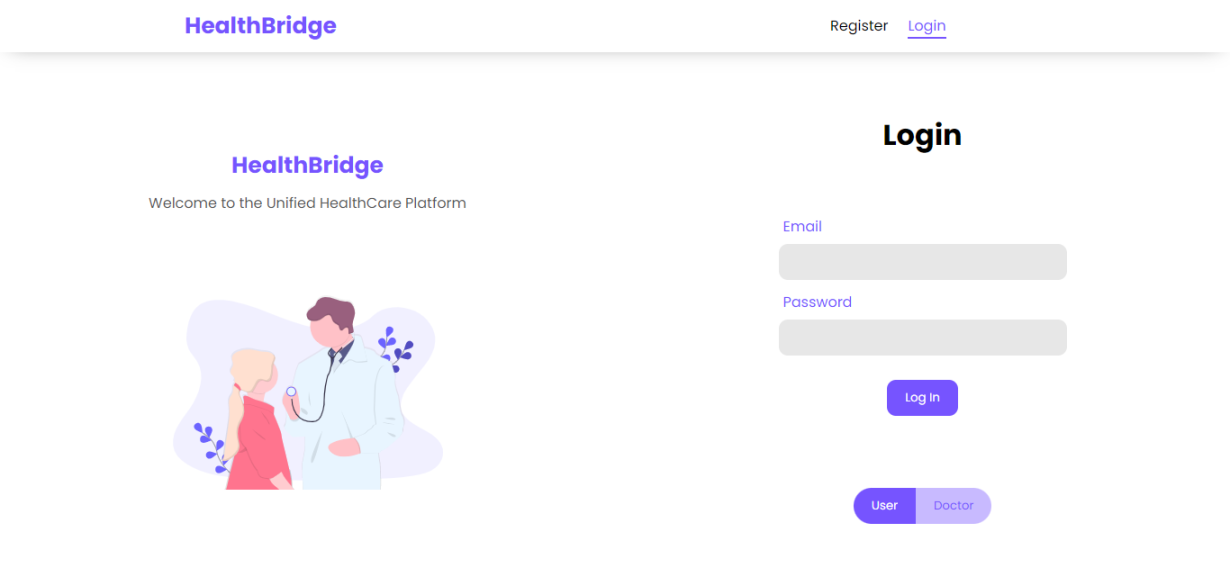 HealthBridge
Register Login
HealthBridge
Welcome to the Unified HealthCare Platform
Login
Email
Password
Log In
User Doctor